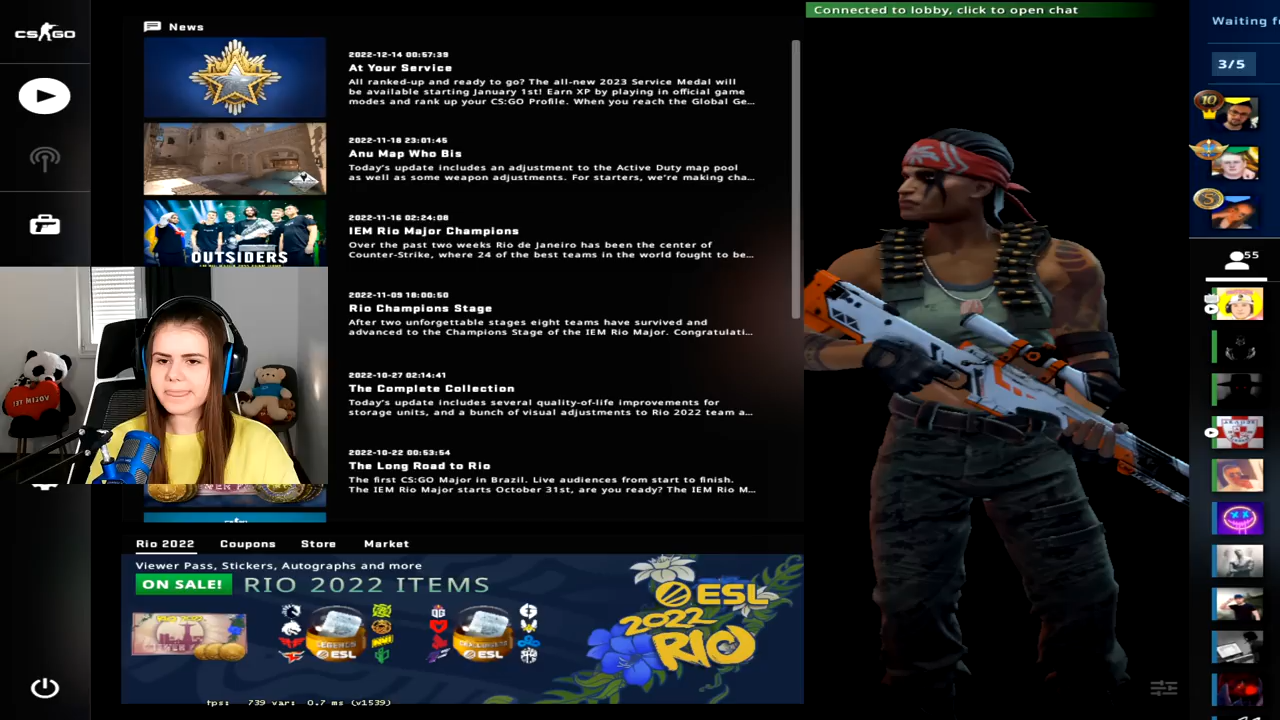 CS:GO
News
2022-12-14 00:57:39
At Your Service
All ranked-up and ready to go? The all-new 2023 Service Medal will
be available starting January 1st! Earn XP by playing in official game
modes and rank up your CS:GO Profile. When you reach the Global Ge...
2022-11-18 23:01:45
Anu Map Who Bis
Today's update includes an adjustment to the Active Duty map pool
as well as some weapon adjustments. For starters, we're making cha...
2022-11-16 02:24:08
IEM Rio Major Champions
Over the past two weeks Rio de Janeiro has been the center of
Counter-Strike, where 24 of the best teams in the world fought to be...
OUTSIDERS
2022-11-09 18:00:50
Rio Champions Stage
After two unforgettable stages eight teams have survived and
advanced to the Champions Stage of the IEM Rio Major. Congratulati...
2022-10-27 02:14:41
The Complete Collection
Today's update includes several quality-of-life improvements for
storage units, and a bunch of visual adjustments to Rio 2022 team a...
2022-10-22 00:53:54
The Long Road to Rio
The first CS:GO Major in Brazil. Live audiences from start to finish.
The IEM Rio Major starts October 31st, are you ready? The IEM Rio M...
Rio 2022 Coupons Store Market
Viewer Pass, Stickers, Autographs and more
ON SALE! RIO 2022 ITEMS
LEGENDS
ESL
ESL
ESL
2022
RIO
fps: 739 var: 0.7 ms (v1539)
Connected to lobby, click to open chat
Waiting f
3/5
10
5
55